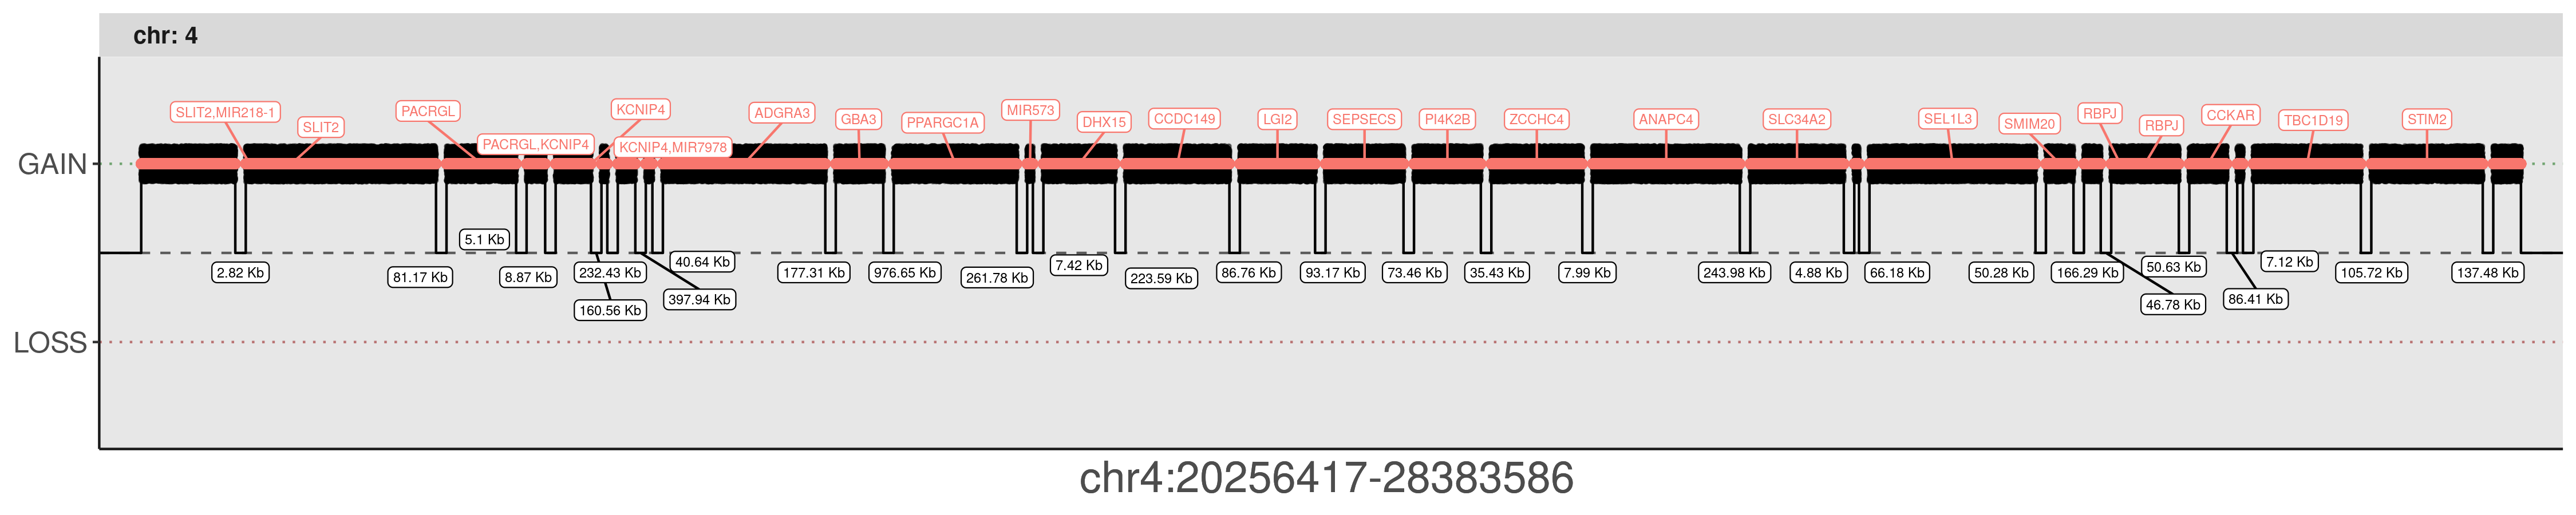 chr: 4
SLIT2,MIR218-1
SLIT2
PACRGL
PACRGL,KCNIP4
KCNIP4
KCNIP4,MIR7978
ADGRA3
GBA3
PPARGC1A
MIR573
DHX15
CCDC149
LGI2
SEPSECS
PI4K2B
ZCCHC4
ANAPC4
SLC34A2
SEL1L3
SMIM20
RBPJ
RBPJ
CCKAR
TBC1D19
STIM2
GAIN
2.82 Kb
81.17 Kb
5.1 Kb
8.87 Kb
232.43 Kb
160.56 Kb
40.64 Kb
397.94 Kb
177.31 Kb
976.65 Kb
261.78 Kb
7.42 Kb
223.59 Kb
86.76 Kb
93.17 Kb
73.46 Kb
35.43 Kb
7.99 Kb
243.98 Kb
4.88 Kb
66.18 Kb
50.28 Kb
166.29 Kb
50.63 Kb
46.78 Kb
86.41 Kb
7.12 Kb
105.72 Kb
137.48 Kb
LOSS
chr4:20256417-28383586